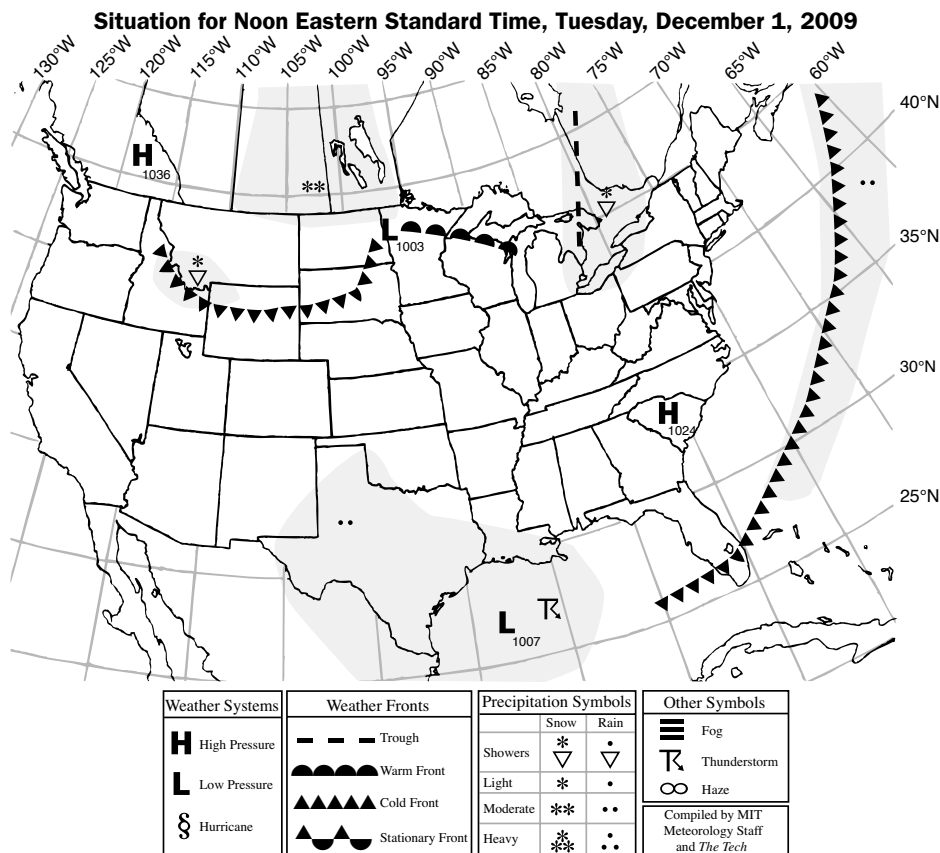 Situation for Noon Eastern Standard Time, Tuesday, December 1, 2009
130°W
125°W
120°W
115°W
110°W
105°W
100°W
95°W
90°W
85°W
80°W
75°W
70°W
65°W
60°W
40°N
35°N
30°N
25°N
H
1036
L
1003
H
1024
L
1007
Weather Systems
H High Pressure
L Low Pressure
§ Hurricane
Weather Fronts
Trough
Warm Front
Cold Front
Stationary Front
Precipitation Symbols
Snow Rain
Showers
Light
Moderate
Heavy
Other Symbols
Fog
Thunderstorm
Haze
Compiled by MIT
Meteorology Staff
and The Tech